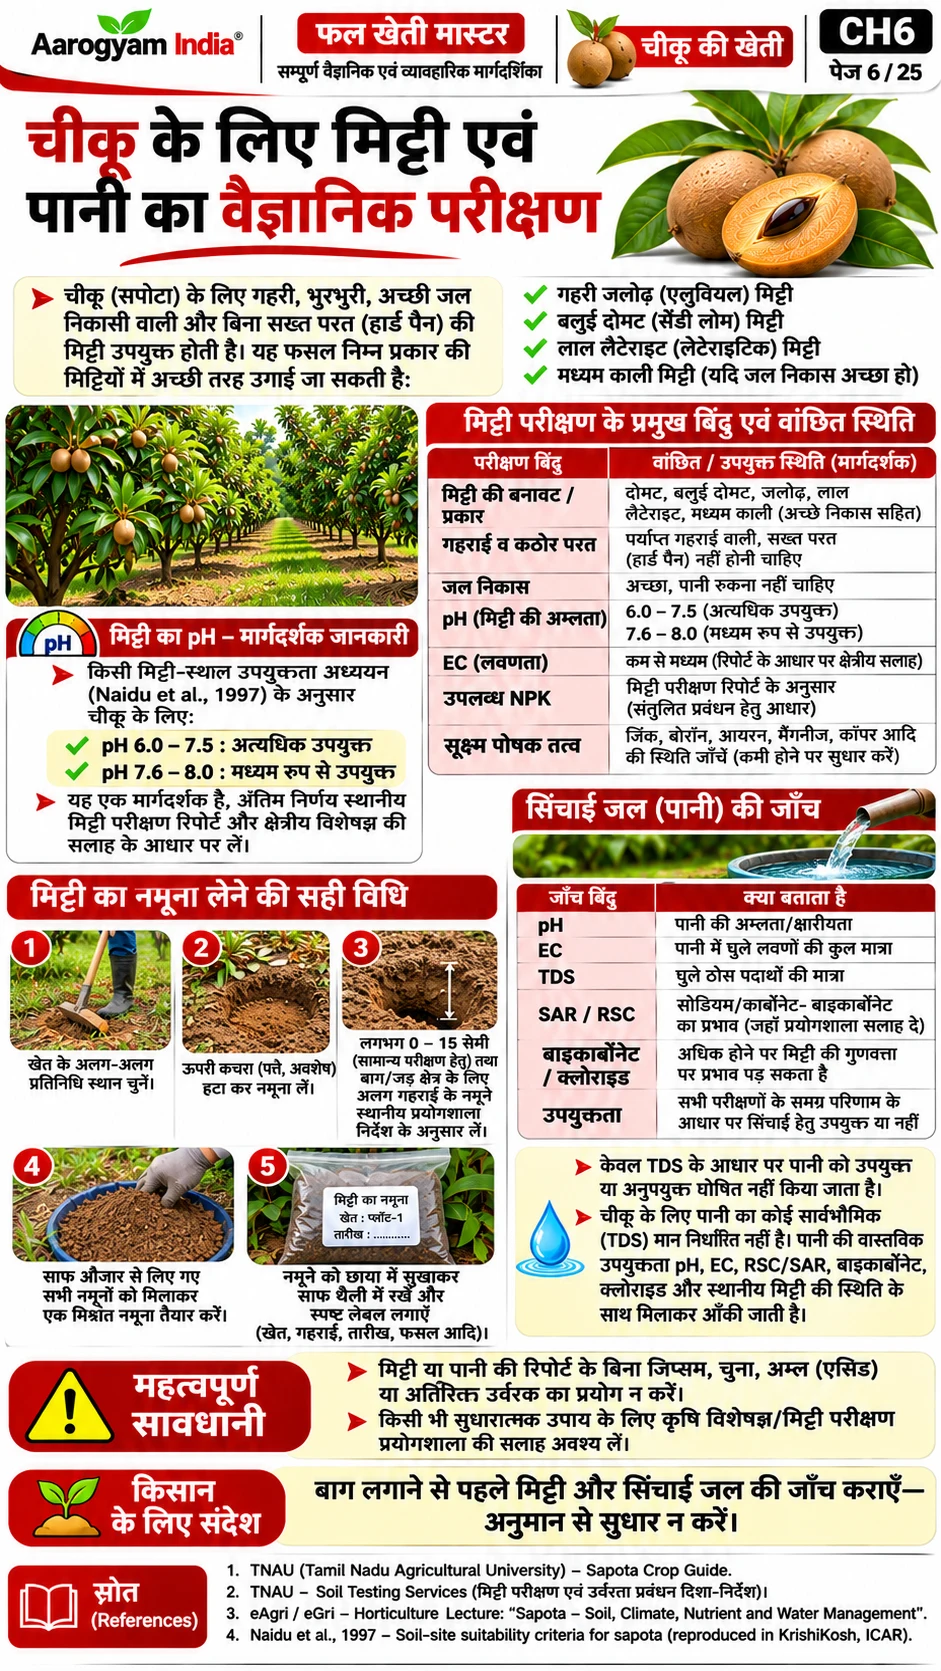 Aarogyam India®
फल खेती मास्टर
सम्पूर्ण वैज्ञानिक एवं व्यावहारिक मार्गदर्शिका
चीकू की खेती
CH6
पेज 6 / 25
चीकू के लिए मिट्टी एवं
पानी का वैज्ञानिक परीक्षण
चीकू (सपोटा) के लिए गहरी, भुरभुरी, अच्छी जल
निकासी वाली और बिना सख्त परत (हार्ड पैन) की
मिट्टी उपयुक्त होती है। यह फसल निम्न प्रकार की
मिट्टियों में अच्छी तरह उगाई जा सकती है:
गहरी जलोढ़ (एलुवियल) मिट्टी
बलुई दोमट (सेंडी लोम) मिट्टी
लाल लैटेराइट (लेटेराइटिक) मिट्टी
मध्यम काली मिट्टी (यदि जल निकास अच्छा हो)
मिट्टी परीक्षण के प्रमुख बिंदु एवं वांछित स्थिति
परीक्षण बिंदु
वांछित / उपयुक्त स्थिति (मार्गदर्शक)
मिट्टी की बनावट /
प्रकार
दोमट, बलुई दोमट, जलोढ़, लाल
लैटेराइट, मध्यम काली (अच्छे निकास सहित)
गहराई व कठोर परत
पर्याप्त गहराई वाली, सख्त परत
(हार्ड पैन) नहीं होनी चाहिए
जल निकास
अच्छा, पानी रुकना नहीं चाहिए
pH (मिट्टी की अम्लता)
6.0 – 7.5 (अत्यधिक उपयुक्त)
7.6 – 8.0 (मध्यम रुप से उपयुक्त)
EC (लवणता)
कम से मध्यम (रिपोर्ट के आधार पर क्षेत्रीय सलाह)
उपलब्ध NPK
मिट्टी परीक्षण रिपोर्ट के अनुसार
(संतुलित प्रवंधन हेतु आधार)
सूक्ष्म पोषक तत्व
जिंक, बोरॉन, आयरन, मैंगनीज, कॉपर आदि
की स्थिति जाँचें (कमी होने पर सुधार करें)
pH
मिट्टी का pH – मार्गदर्शक जानकारी
किसी मिट्टी–स्थाल उपयुक्तता अध्ययन
(Naidu et al., 1997) के अनुसार
चीकू के लिए:
pH 6.0 – 7.5 : अत्यधिक उपयुक्त
pH 7.6 – 8.0 : मध्यम रुप से उपयुक्त
यह एक मार्गदर्शक है, अंतिम निर्णय स्थानीय
मिट्टी परीक्षण रिपोर्ट और क्षेत्रीय विशेषज्ञ की
सलाह के आधार पर लें।
सिंचाई जल (पानी) की जाँच
जाँच बिंदु
क्या बताता है
pH
पानी की अम्लता/क्षारीयता
EC
पानी में घुले लवणों की कुल मात्रा
TDS
घुले ठोस पदाथों की मात्रा
SAR / RSC
सोडियम/कार्बोनेट– बाइकार्बोनेट
का प्रभाव (जहाँ प्रयोगशाला सलाह दे)
बाइकार्बोनेट
/ क्लोराइड
अधिक होने पर मिट्टी की गुणवत्ता
पर प्रभाव पड़ सकता है
उपयुकता
सभी परीक्षणों के समग्र परिणाम के
आधार पर सिंचाई हेतु उपयुक्त या नहीं
मिट्टी का नमूना लेने की सही विधि
1
खेत के अलग–अलग
प्रतिनिधि स्थान चुनें।
2
ऊपरी कचरा (पत्ते, अवशेष)
हटा कर नमूना लें।
3
लगभग 0 – 15 सेमी
(सामान्य परीक्षण हेतु) तथा
बाग/जड़ क्षेत्र के लिए
अलग गहराई के नमूने
स्थानीय प्रयोगशाला
निर्देश के अनुसार लें।
4
साफ औजार से लिए गए
सभी नमूनों को मिलाकर
एक मिश्रित नमूना तैयार करें।
5
मिट्टी का नमूना
खेत : प्लॉट-1
तारीख : ............
नमूने को छाया में सुखाकर
साफ थैली में रखें और
स्पष्ट लेबल लगाएँ
(खेत, गहराई, तारीख, फसल आदि)।
केवल TDS के आधार पर पानी को उपयुक्त
या अनुपयुक्त घोषित नहीं किया जाता है।
चीकू के लिए पानी का कोई सार्वभौमिक
(TDS) मान निर्धारित नहीं है। पानी की वास्तविक
उपयुक्तता pH, EC, RSC/SAR, बाइकार्बोनेट,
क्लोराइड और स्थानीय मिट्टी की स्थिति के
साथ मिलाकर आँकी जाती है।
महत्वपूर्ण
सावधानी
मिट्टी या पानी की रिपोर्ट के बिना जिप्सम, चुना, अम्ल (एसिड)
या अतिरिक्त उर्वरक का प्रयोग न करें।
किसी भी सुधारात्मक उपाय के लिए कृषि विशेषज्ञ/मिट्टी परीक्षण
प्रयोगशाला की सलाह अवश्य लें।
किसान
के लिए संदेश
बाग लगाने से पहले मिट्टी और सिंचाई जल की जाँच कराएँ—
अनुमान से सुधार न करें।
स्रोत
(References)
1. TNAU (Tamil Nadu Agricultural University) – Sapota Crop Guide.
2. TNAU – Soil Testing Services (मिट्टी परीक्षण एवं उर्वरता प्रवंधन दिशा-निर्देश)।
3. eAgri / eGri – Horticulture Lecture: "Sapota – Soil, Climate, Nutrient and Water Management".
4. Naidu et al., 1997 – Soil-site suitability criteria for sapota (reproduced in KrishiKosh, ICAR).